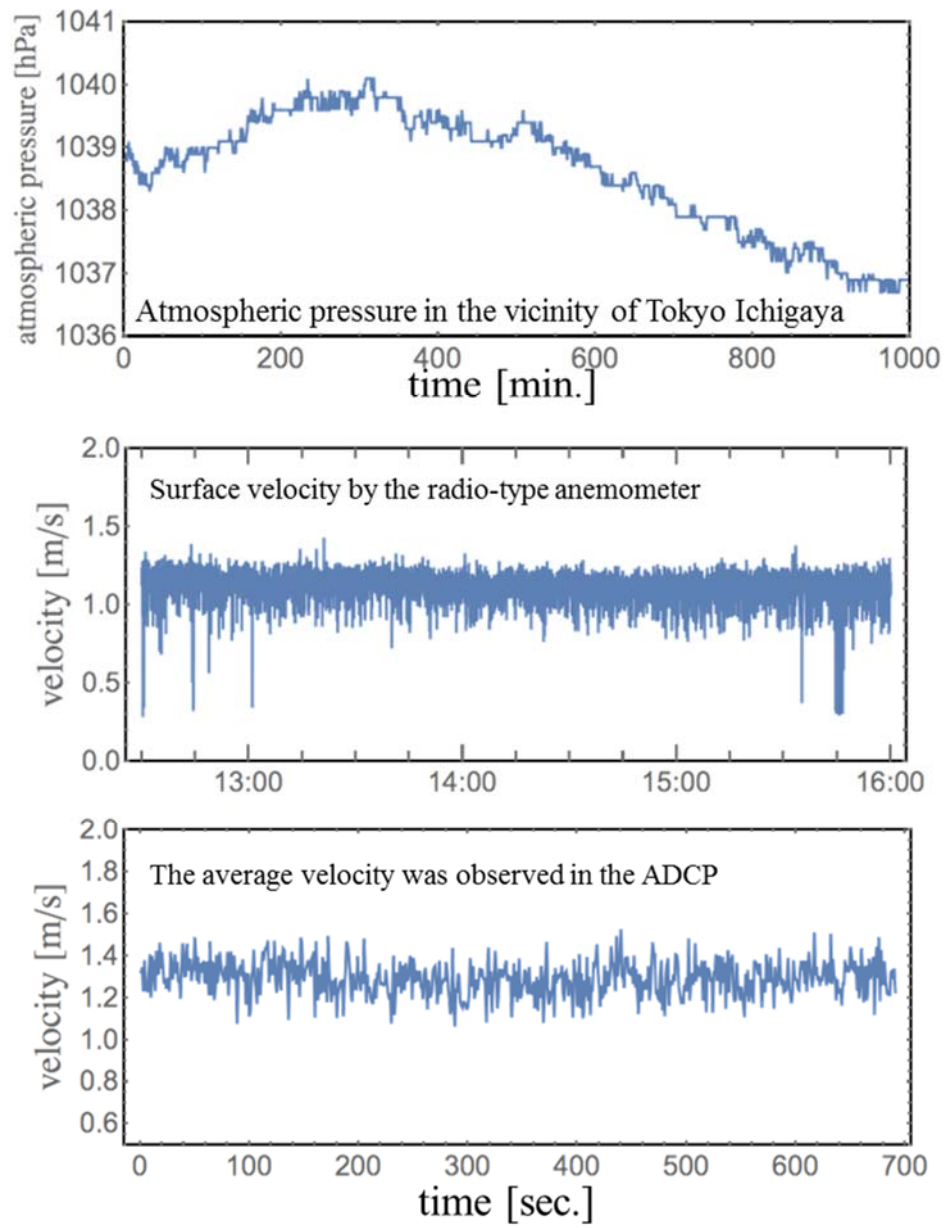 atmospheric pressure [hPa]
1041
1040
1039
1038
1037
1036
Atmospheric pressure in the vicinity of Tokyo Ichigaya
0 200 400 600 800 1000
time [min.]
velocity [m/s]
2.0
Surface velocity by the radio-type anemometer
1.5
1.0
0.5
0.0
13:00 14:00 15:00 16:00
velocity [m/s]
2.0
1.8
The average velocity was observed in the ADCP
1.6
1.4
1.2
1.0
0.8
0.6
0 100 200 300 400 500 600 700
time [sec.]